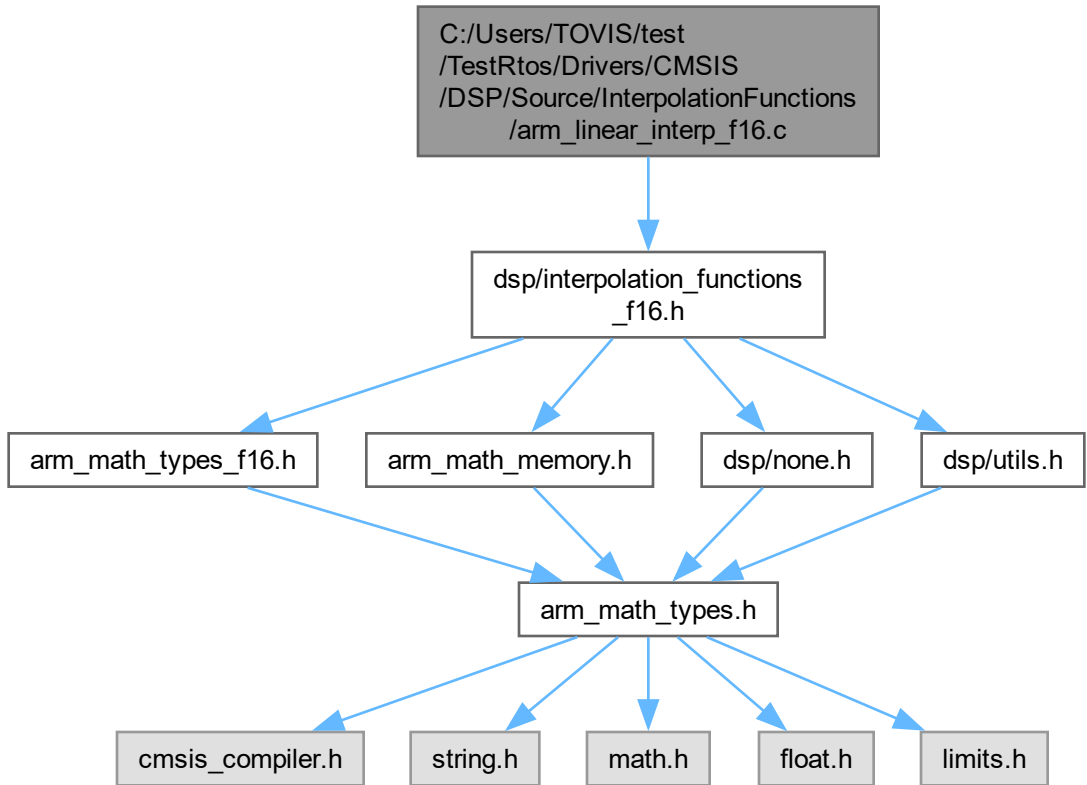 C:/Users/TOVIS/test
/TestRtos/Drivers/CMSIS
/DSP/Source/InterpolationFunctions
/arm_linear_interp_f16.c
dsp/interpolation_functions
_f16.h
arm_math_types_f16.h
arm_math_memory.h
dsp/none.h
dsp/utils.h
arm_math_types.h
cmsis_compiler.h
string.h
math.h
float.h
limits.h